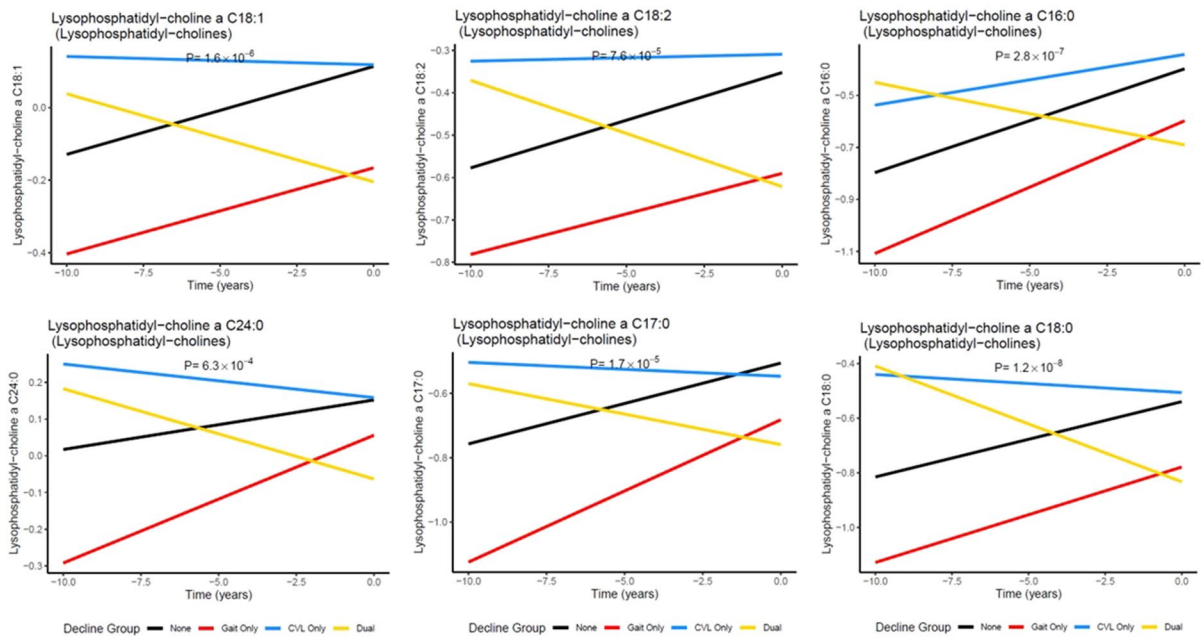 Lysophosphatidyl−choline a C18:1
(Lysophosphatidyl−cholines)
P= 1.6×10⁻⁶
Lysophosphatidyl−choline a C18:1
0.0
−0.2
−0.4
−10.0 −7.5 −5.0 −2.5 0.0
Time (years)
Lysophosphatidyl−choline a C18:2
(Lysophosphatidyl−cholines)
P= 7.6×10⁻⁵
Lysophosphatidyl−choline a C18:2
−0.3
−0.4
−0.5
−0.6
−0.7
−0.8
−10.0 −7.5 −5.0 −2.5 0.0
Time (years)
Lysophosphatidyl−choline a C16:0
(Lysophosphatidyl−cholines)
P= 2.8×10⁻⁷
Lysophosphatidyl−choline a C16:0
−0.5
−0.7
−0.9
−1.1
−10.0 −7.5 −5.0 −2.5 0.0
Time (years)
Lysophosphatidyl−choline a C24:0
(Lysophosphatidyl−cholines)
P= 6.3×10⁻⁴
Lysophosphatidyl−choline a C24:0
0.2
0.1
0.0
−0.1
−0.2
−0.3
−10.0 −7.5 −5.0 −2.5 0.0
Time (years)
Decline Group None Gait Only CVL Only Dual
Lysophosphatidyl−choline a C17:0
(Lysophosphatidyl−cholines)
P= 1.7×10⁻⁵
Lysophosphatidyl−choline a C17:0
−0.6
−0.8
−1.0
−10.0 −7.5 −5.0 −2.5 0.0
Time (years)
Decline Group None Gait Only CVL Only Dual
Lysophosphatidyl−choline a C18:0
(Lysophosphatidyl−cholines)
P= 1.2×10⁻⁸
Lysophosphatidyl−choline a C18:0
−0.4
−0.6
−0.8
−1.0
−10.0 −7.5 −5.0 −2.5 0.0
Time (years)
Decline Group None Gait Only CVL Only Dual